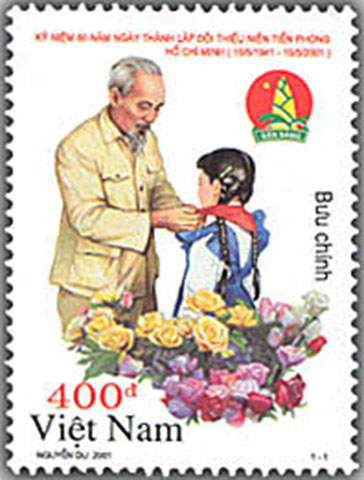 KỶ NIỆM 60 NĂM NGÀY THÀNH LẬP ĐỘI THIẾU NIÊN TIỀN PHONG
HỒ CHÍ MINH (15/5/1941 - 15/5/2001)
SẴN SÀNG
Bưu chính
400đ
Việt Nam
NGUYỄN DU 2001
1 - 1